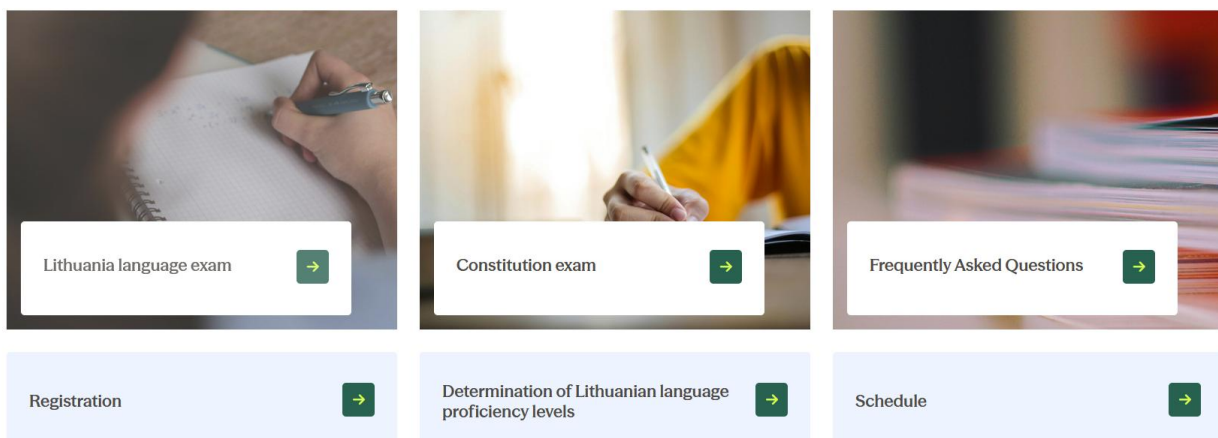 Lithuania language exam
Constitution exam
Frequently Asked Questions
Registration
Determination of Lithuanian language
proficiency levels
Schedule